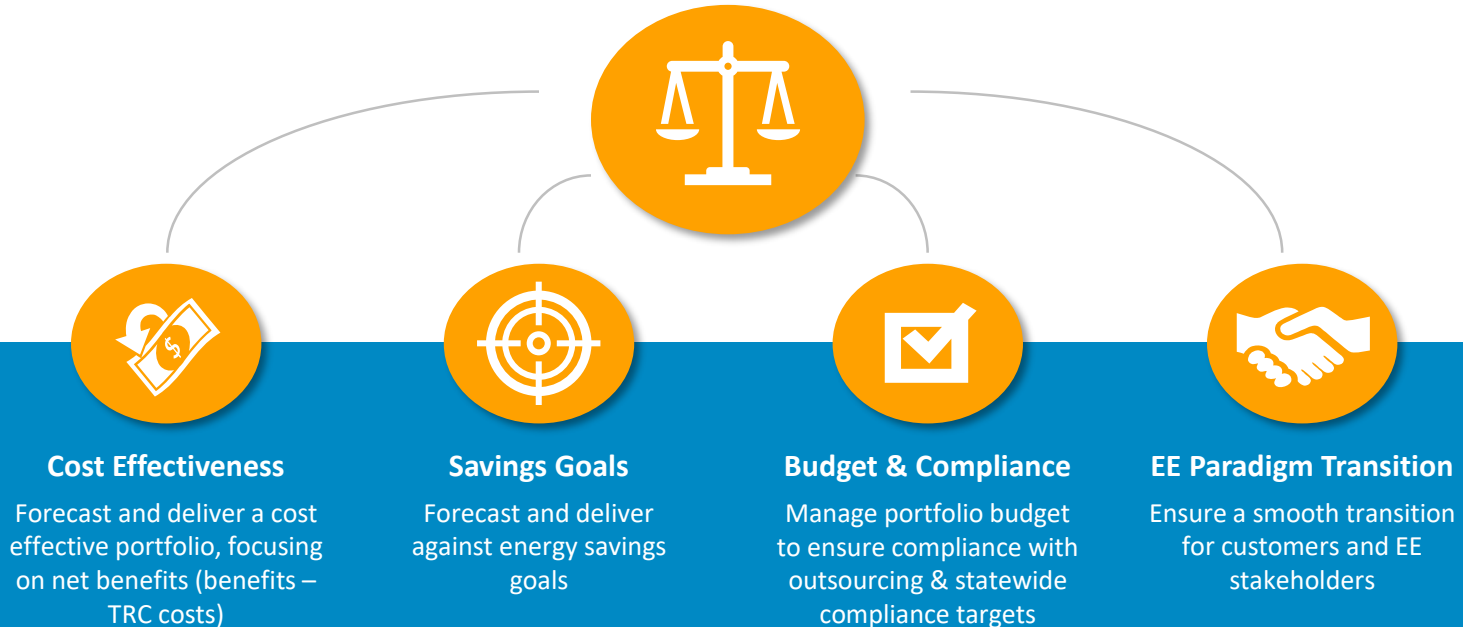 $
Cost Effectiveness
Forecast and deliver a cost
effective portfolio, focusing
on net benefits (benefits –
TRC costs)
Savings Goals
Forecast and deliver
against energy savings
goals
Budget & Compliance
Manage portfolio budget
to ensure compliance with
outsourcing & statewide
compliance targets
EE Paradigm Transition
Ensure a smooth transition
for customers and EE
stakeholders